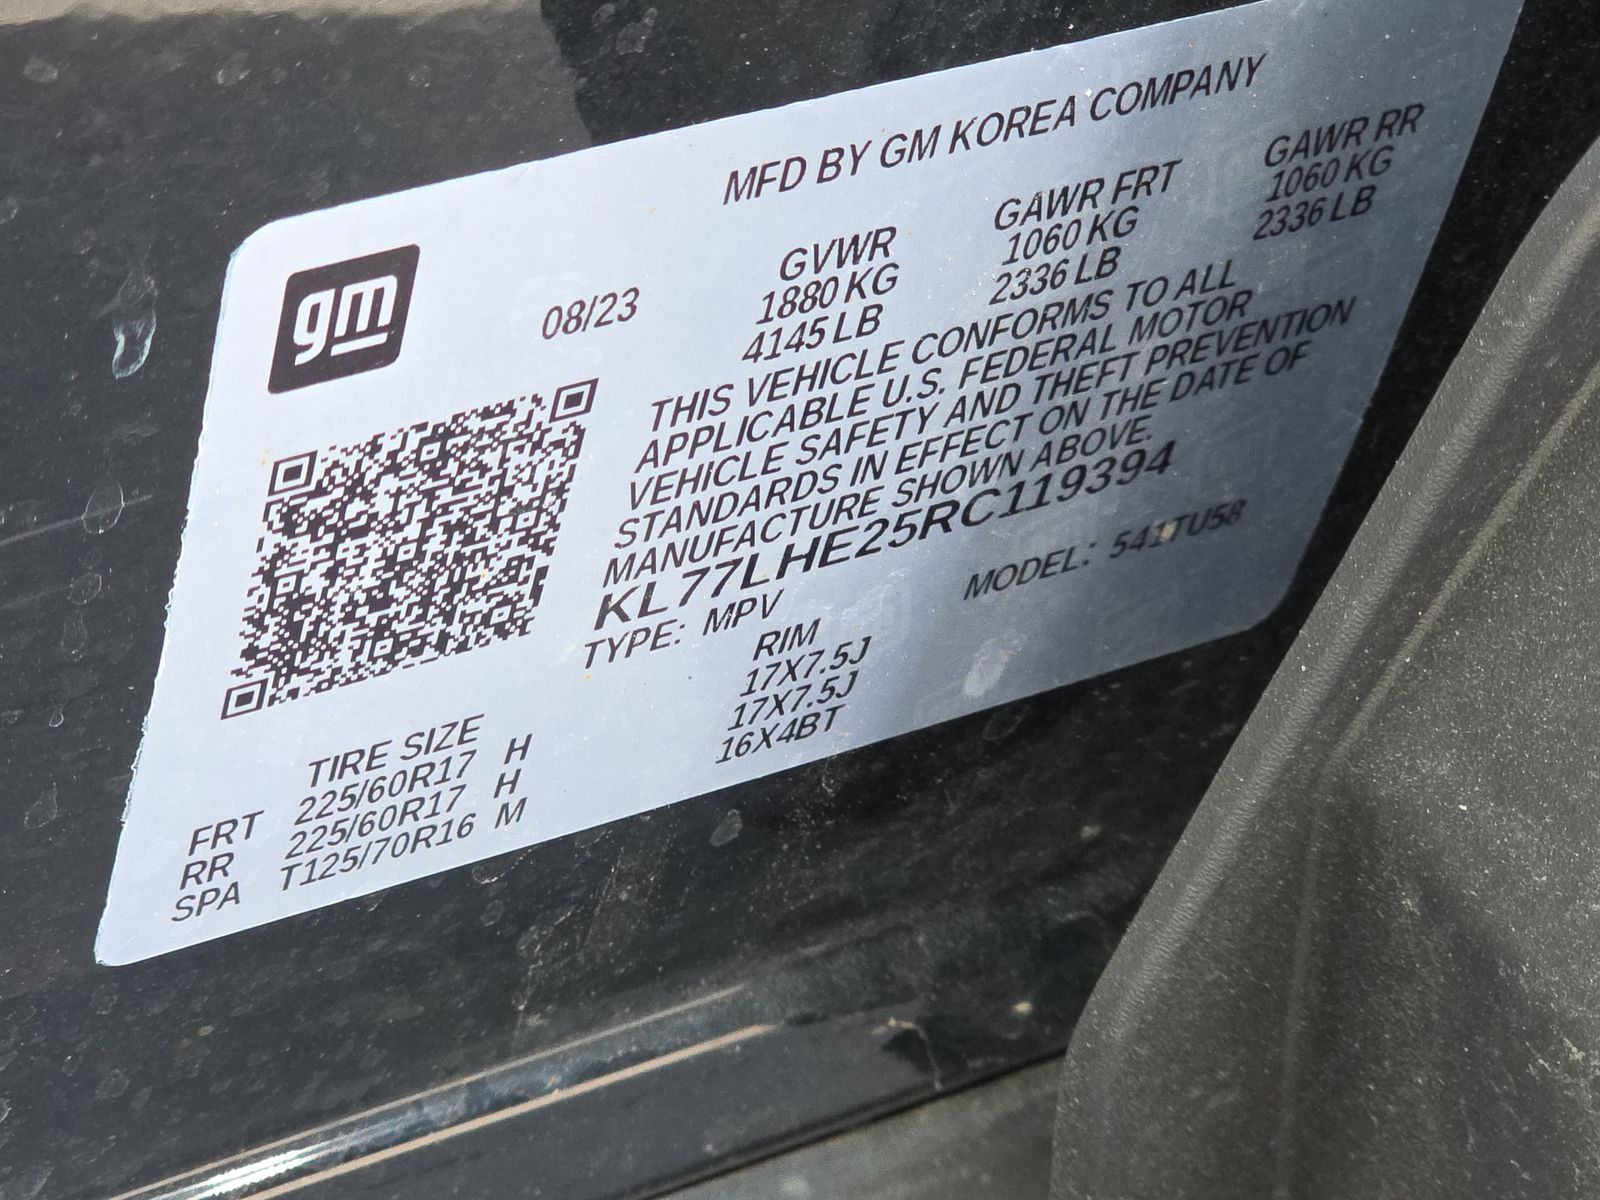 gm
MFD BY GM KOREA COMPANY
08/23
GVWR GAWR FRT GAWR RR
1880 KG 1060 KG 1060 KG
4145 LB 2336 LB 2336 LB
THIS VEHICLE CONFORMS TO ALL
APPLICABLE U.S. FEDERAL MOTOR
VEHICLE SAFETY AND THEFT PREVENTION
STANDARDS IN EFFECT ON THE DATE OF
MANUFACTURE SHOWN ABOVE.
KL77LHE25RC119394
TYPE: MPV MODEL: 541TU58
TIRE SIZE RIM
FRT 225/60R17 H 17X7.5J
RR 225/60R17 H 17X7.5J
SPA T125/70R16 M 16X4BT